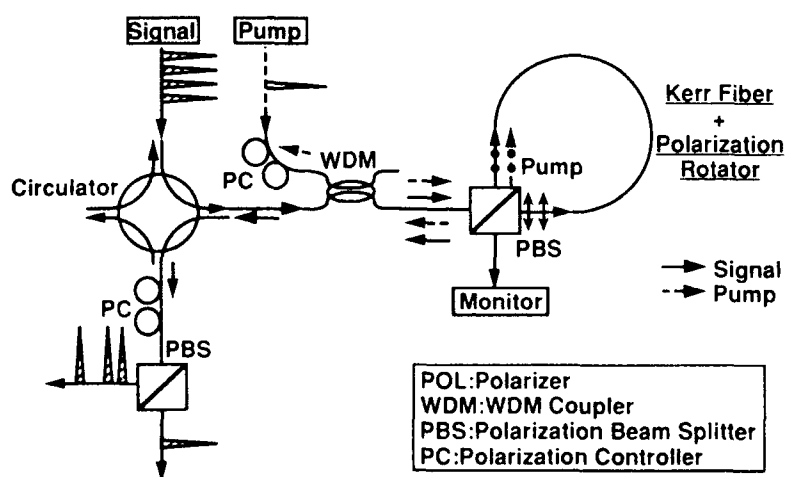 Signal
Pump
Kerr Fiber
+
Polarization
Rotator
WDM
PC
Pump
Circulator
PBS
Signal
Pump
PC
Monitor
PBS
POL:Polarizer
WDM:WDM Coupler
PBS:Polarization Beam Splitter
PC:Polarization Controller